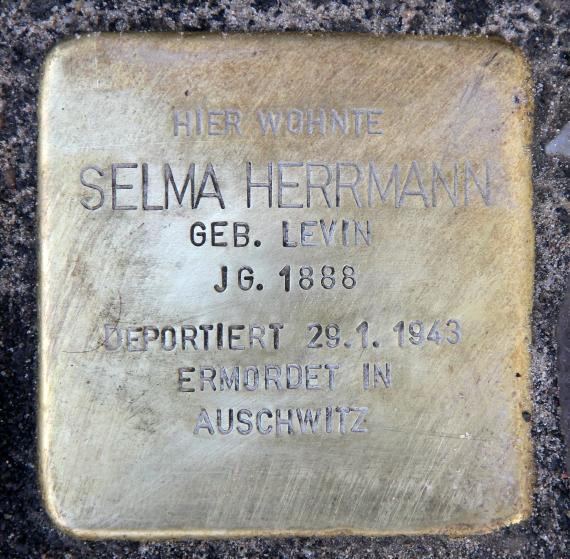 HIER WOHNTE
SELMA HERRMANN
GEB. LEVIN
JG. 1888
DEPORTIERT 29.1.1943
ERMORDET IN
AUSCHWITZ